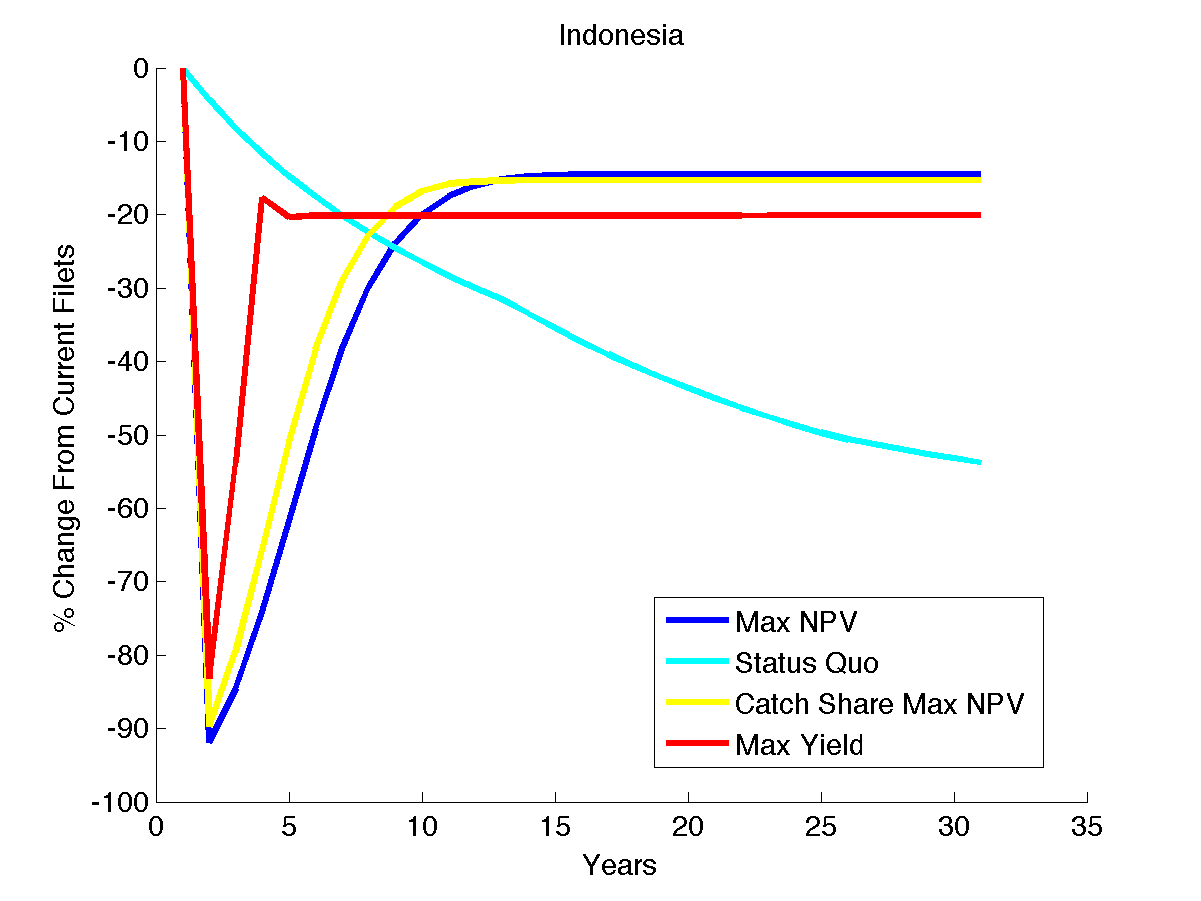 Indonesia
% Change From Current Filets
0
-10
-20
-30
-40
-50
-60
-70
-80
-90
-100
0 5 10 15 20 25 30 35
Years
Max NPV
Status Quo
Catch Share Max NPV
Max Yield